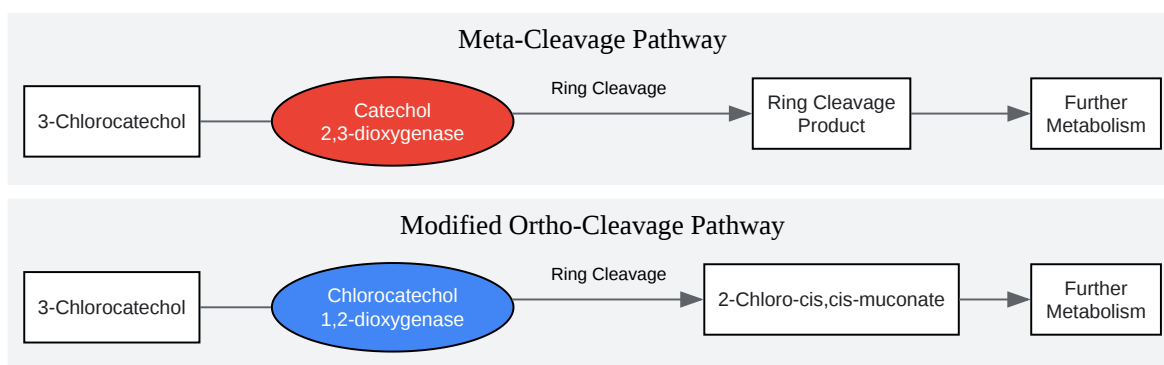 Meta-Cleavage Pathway
3-Chlorocatechol
Catechol
2,3-dioxygenase
Ring Cleavage
Ring Cleavage
Product
Further
Metabolism
Modified Ortho-Cleavage Pathway
3-Chlorocatechol
Chlorocatechol
1,2-dioxygenase
Ring Cleavage
2-Chloro-cis,cis-muconate
Further
Metabolism